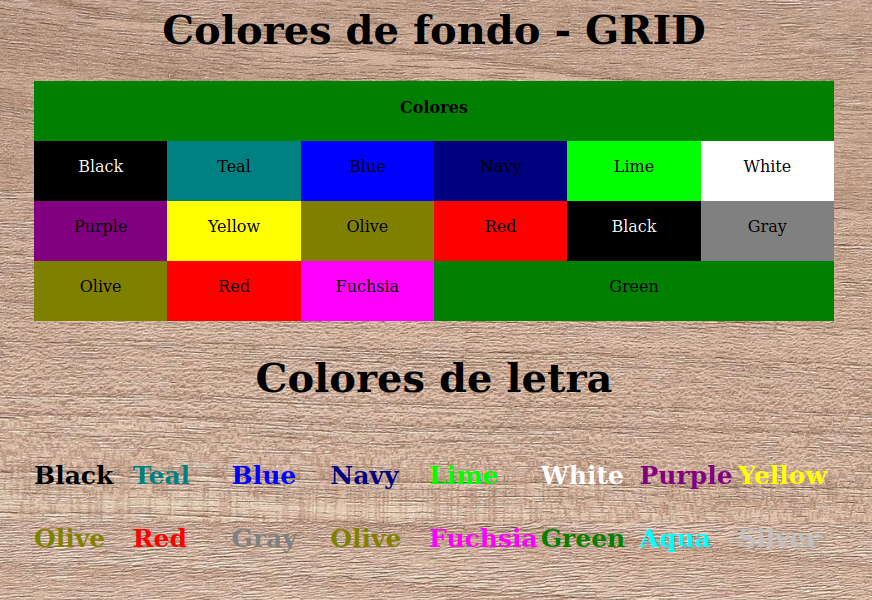 Colores de fondo - GRID
Colores
Black Teal Blue Navy Lime White
Purple Yellow Olive Red Black Gray
Olive Red Fuchsia Green
Colores de letra
Black Teal Blue Navy Lime White Purple Yellow
Olive Red Gray Olive Fuchsia Green Aqua Silver